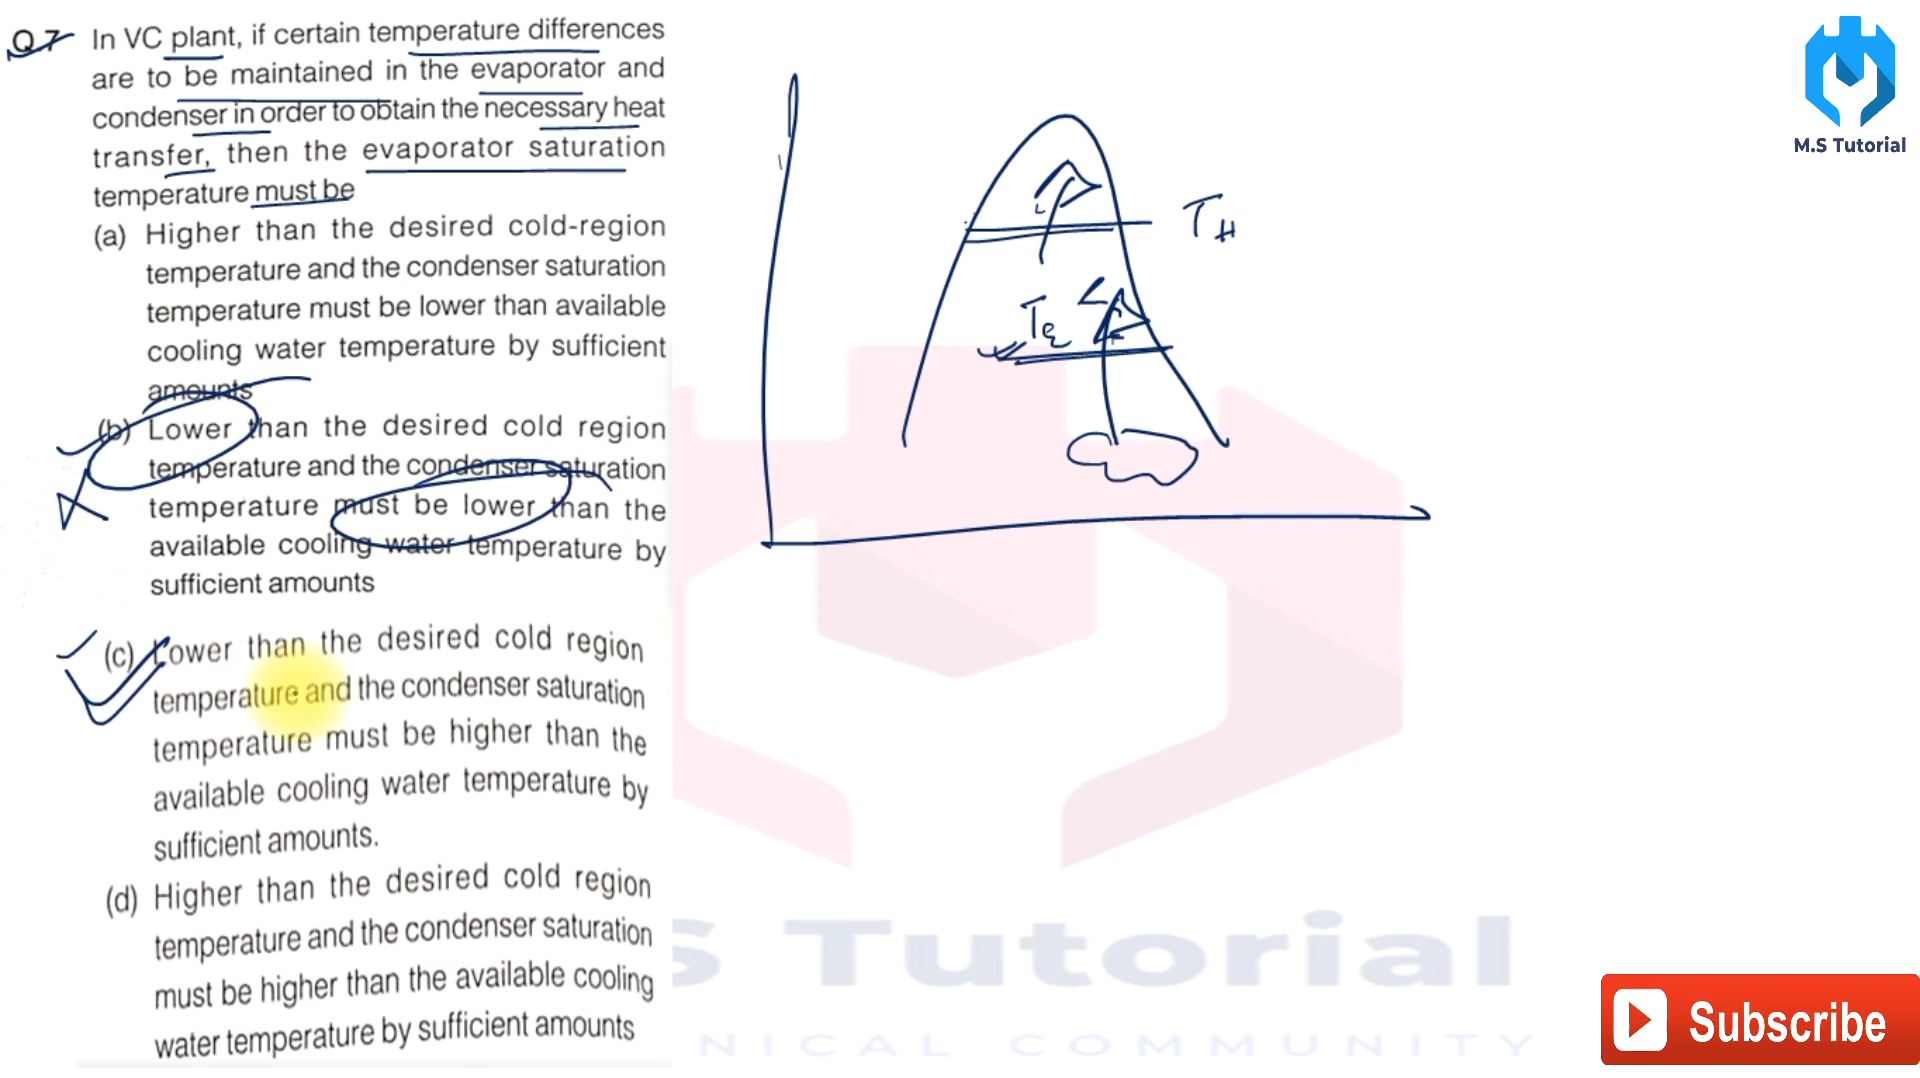 Q.7 In VC plant, if certain temperature differences
are to be maintained in the evaporator and
condenser in order to obtain the necessary heat
transfer, then the evaporator saturation
temperature must be
(a) Higher than the desired cold-region
temperature and the condenser saturation
temperature must be lower than available
cooling water temperature by sufficient
amounts
(b) Lower than the desired cold region
temperature and the condenser saturation
temperature must be lower than the
available cooling water temperature by
sufficient amounts
(c) Lower than the desired cold region
temperature and the condenser saturation
temperature must be higher than the
available cooling water temperature by
sufficient amounts.
(d) Higher than the desired cold region
temperature and the condenser saturation
must be higher than the available cooling
water temperature by sufficient amounts
TH
TE
M.S Tutorial
S Tutorial
NICAL COMMUNITY
Subscribe